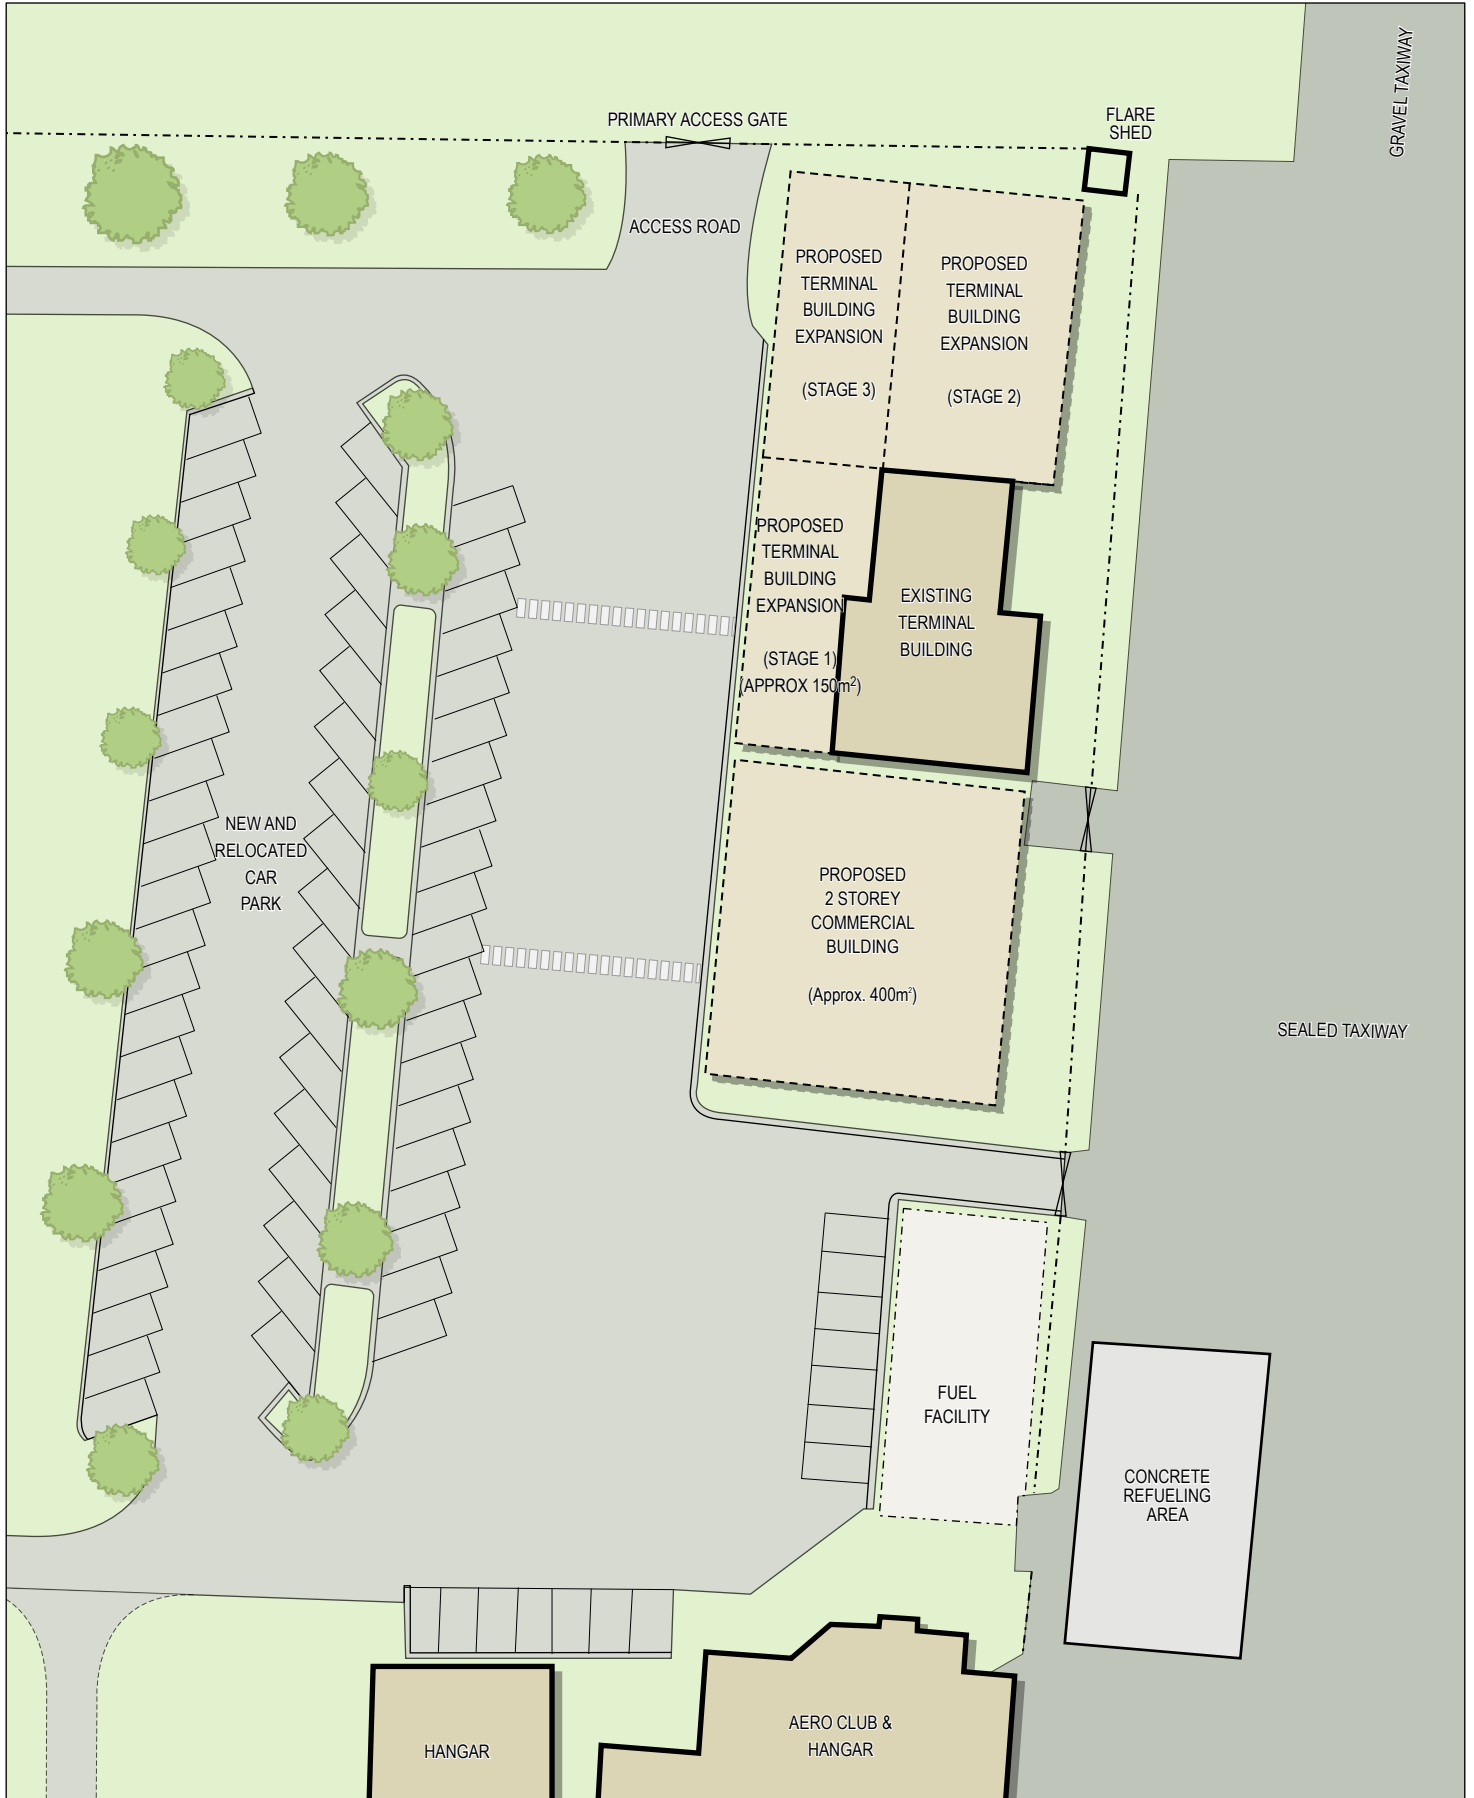 GRAVEL TAXIWAY
PRIMARY ACCESS GATE
FLARE
SHED
ACCESS ROAD
PROPOSED
TERMINAL
BUILDING
EXPANSION
(STAGE 3)
PROPOSED
TERMINAL
BUILDING
EXPANSION
(STAGE 2)
PROPOSED
TERMINAL
BUILDING
EXPANSION
(STAGE 1)
(APPROX 150m²)
EXISTING
TERMINAL
BUILDING
NEW AND
RELOCATED
CAR
PARK
PROPOSED
2 STOREY
COMMERCIAL
BUILDING
(Approx. 400m²)
SEALED TAXIWAY
FUEL
FACILITY
CONCRETE
REFUELING
AREA
HANGAR
AERO CLUB &
HANGAR